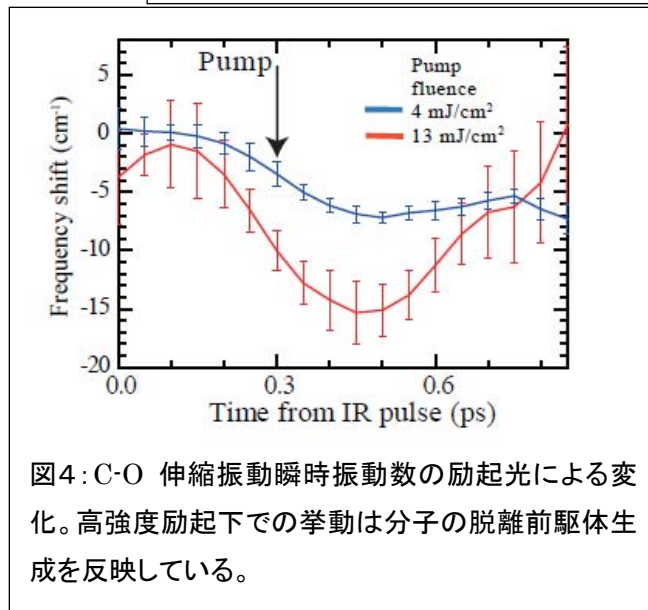 Pump
Pump
fluence
4 mJ/cm²
13 mJ/cm²
Frequency shift (cm⁻¹)
5
0
-5
-10
-15
-20
0.0
0.3
0.6
Time from IR pulse (ps)
図4：C-O 伸縮振動瞬時振動数の励起光による変
化。高強度励起下での挙動は分子の脱離前駆体生
成を反映している。